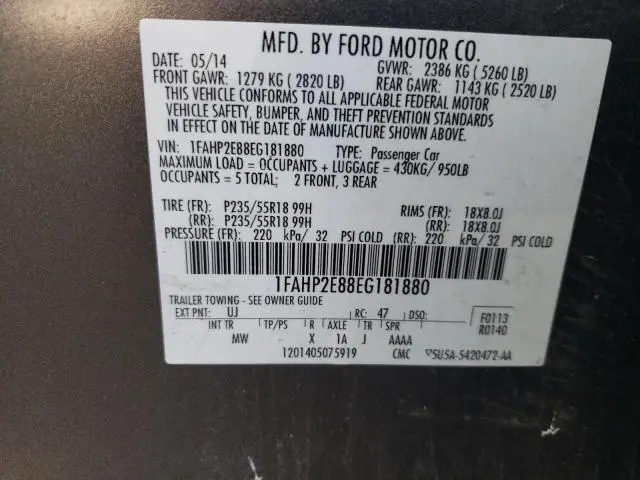 MFD. BY FORD MOTOR CO.
DATE: 05/14 GVWR: 2386 KG ( 5260 LB)
FRONT GAWR: 1279 KG ( 2820 LB) REAR GAWR: 1143 KG ( 2520 LB)
THIS VEHICLE CONFORMS TO ALL APPLICABLE FEDERAL MOTOR
VEHICLE SAFETY, BUMPER, AND THEFT PREVENTION STANDARDS
IN EFFECT ON THE DATE OF MANUFACTURE SHOWN ABOVE.
VIN: 1FAHP2E88EG181880 TYPE: Passenger Car
MAXIMUM LOAD = OCCUPANTS + LUGGAGE = 430KG/ 950LB
OCCUPANTS = 5 TOTAL; 2 FRONT, 3 REAR
TIRE (FR): P235/55R18 99H RIMS (FR): 18X8.0J
(RR): P235/55R18 99H (RR): 18X8.0J
PRESSURE (FR): 220 kPa/ 32 PSI COLD (RR): 220 kPa/ 32 PSI COLD
1FAHP2E88EG181880
TRAILER TOWING - SEE OWNER GUIDE
EXT PNT: UJ RC: 47 DSO: F0113
INT TR TP/PS R AXLE TR SPR R0140
MW X 1A J AAAA
1201405075919 CMC 5U5A-5420472-AA